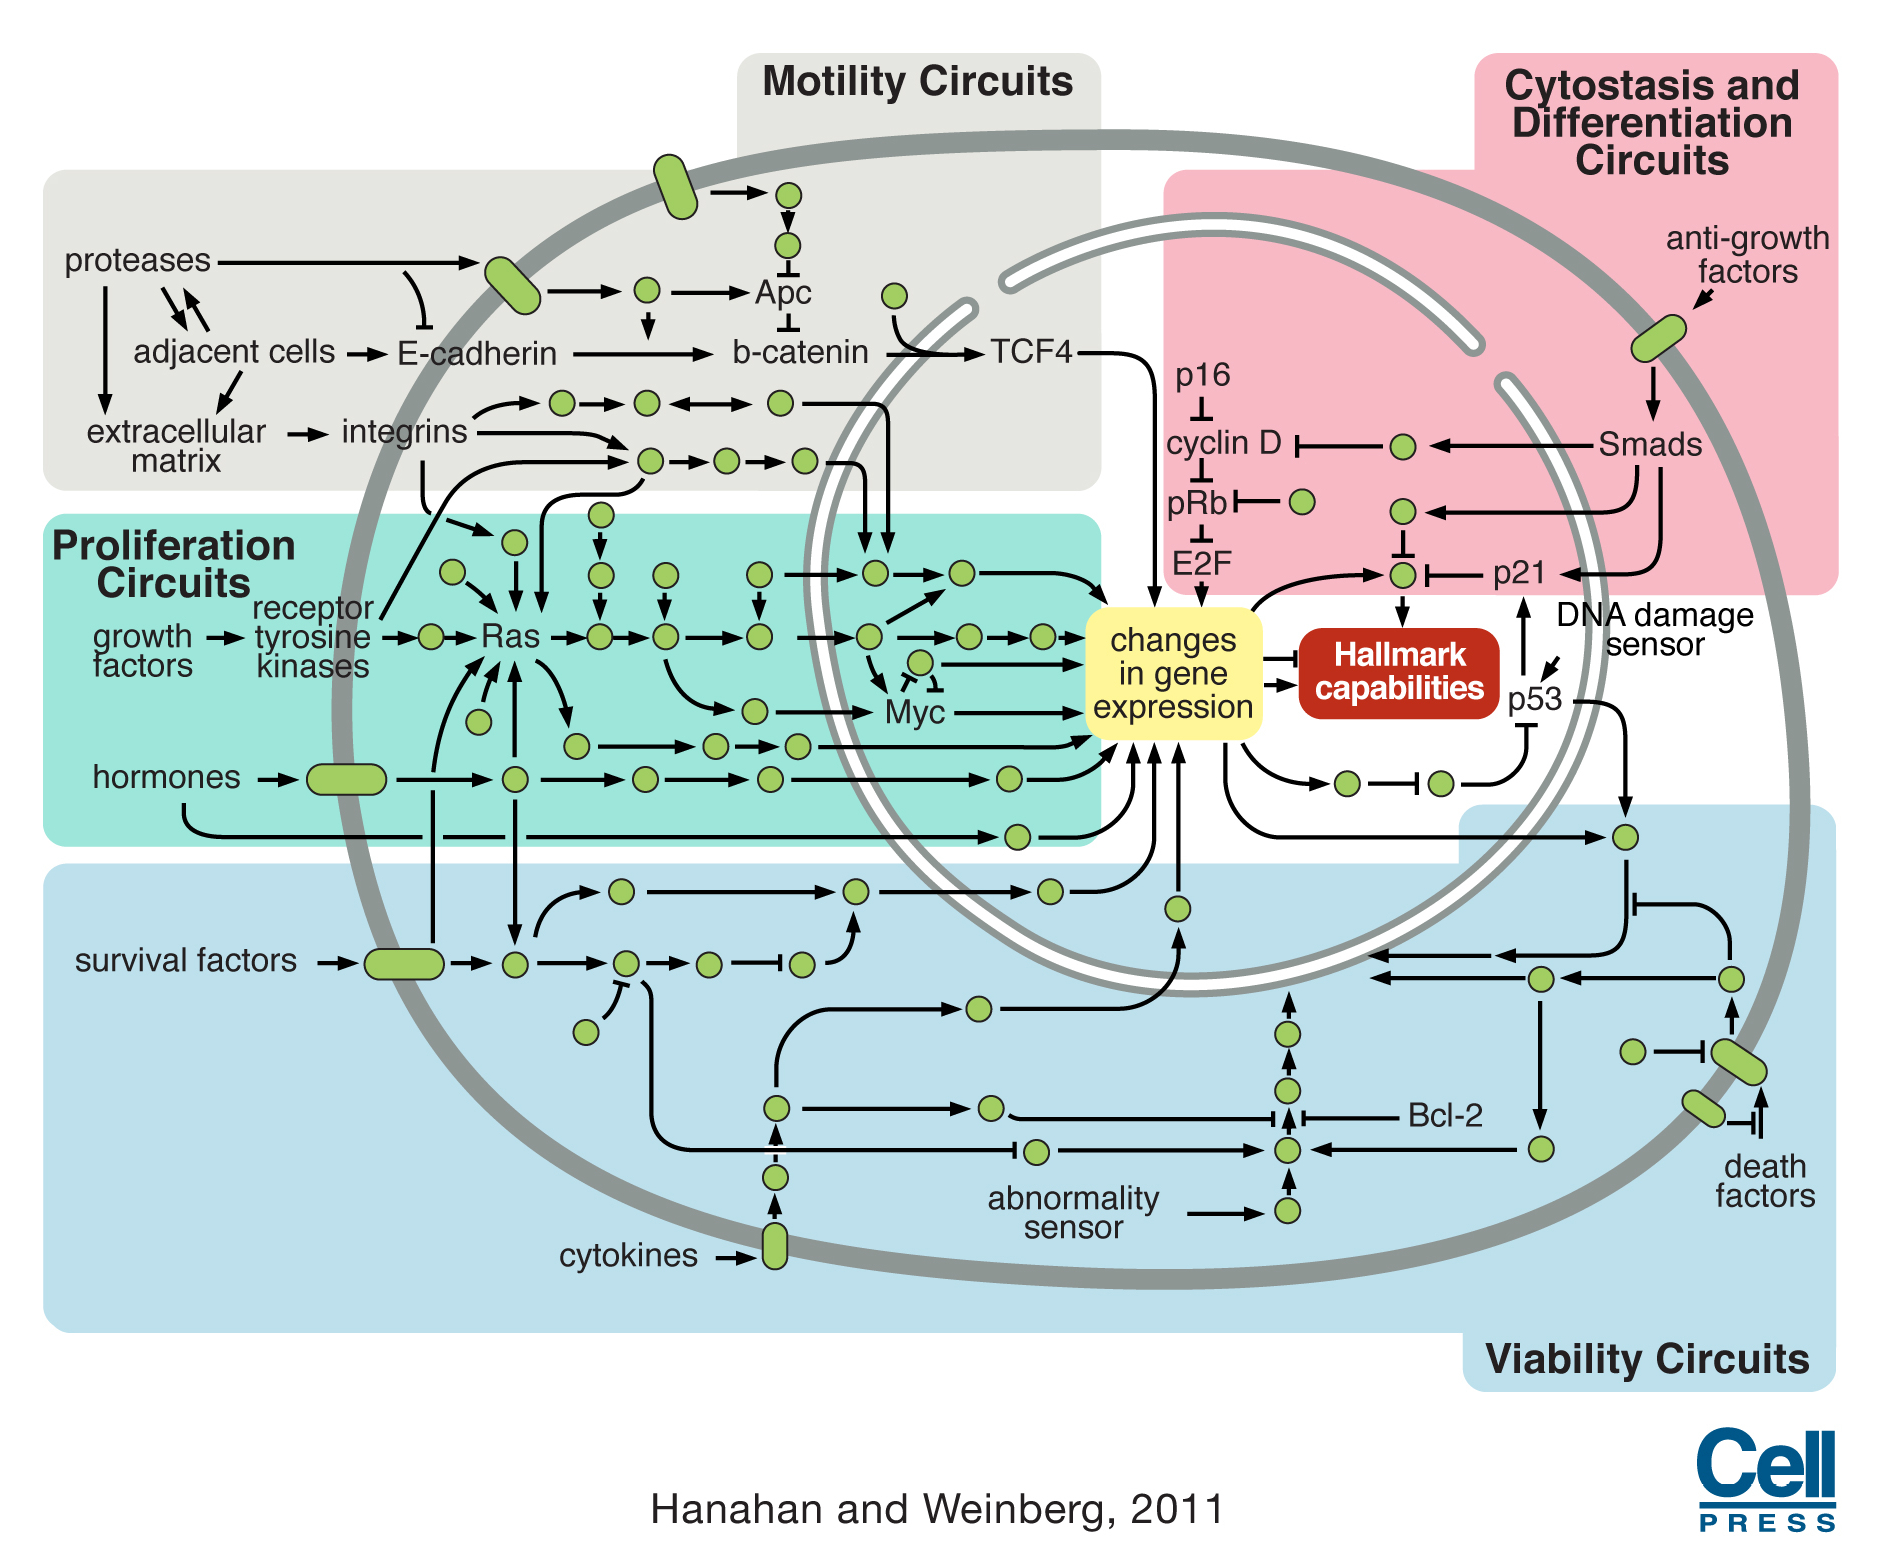 Motility Circuits
Cytostasis and
Differentiation
Circuits
anti-growth
factors
proteases
Apc
adjacent cells
E-cadherin
b-catenin
TCF4
p16
extracellular
matrix
integrins
cyclin D
Smads
pRb
E2F
p21
Proliferation
Circuits
growth
factors
receptor
tyrosine
kinases
Ras
Myc
changes
in gene
expression
Hallmark
capabilities
DNA damage
sensor
p53
hormones
survival factors
Bcl-2
abnormality
sensor
death
factors
cytokines
Viability Circuits
Hanahan and Weinberg, 2011
Cell
PRESS